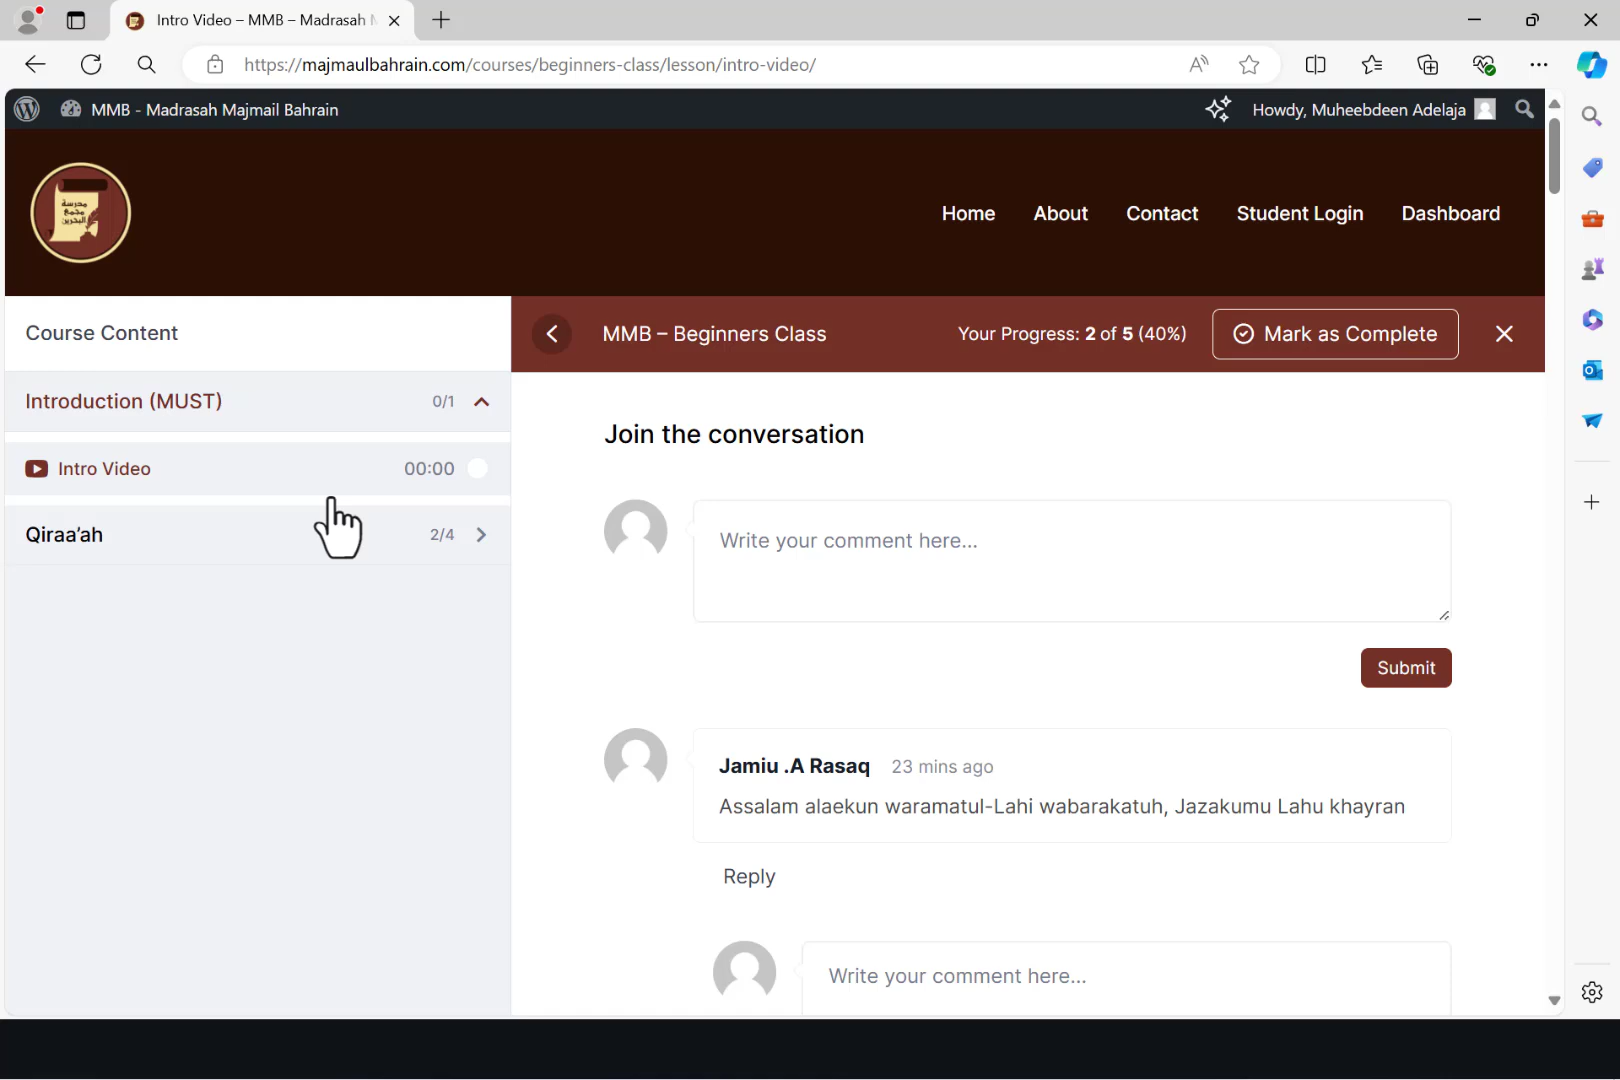 Intro Video – MMB – Madrasah M
https://majmaulbahrain.com/courses/beginners-class/lesson/intro-video/
MMB - Madrasah Majmail Bahrain
Howdy, Muheebdeen Adelaja
مدرسة
مجمع
البحرين
Home
About
Contact
Student Login
Dashboard
Course Content
MMB – Beginners Class
Your Progress: 2 of 5 (40%)
Mark as Complete
Introduction (MUST)
0/1
Intro Video
00:00
Qiraa’ah
2/4
Join the conversation
Write your comment here...
Submit
Jamiu .A Rasaq
23 mins ago
Assalam alaekun waramatul-Lahi wabarakatuh, Jazakumu Lahu khayran
Reply
Write your comment here...